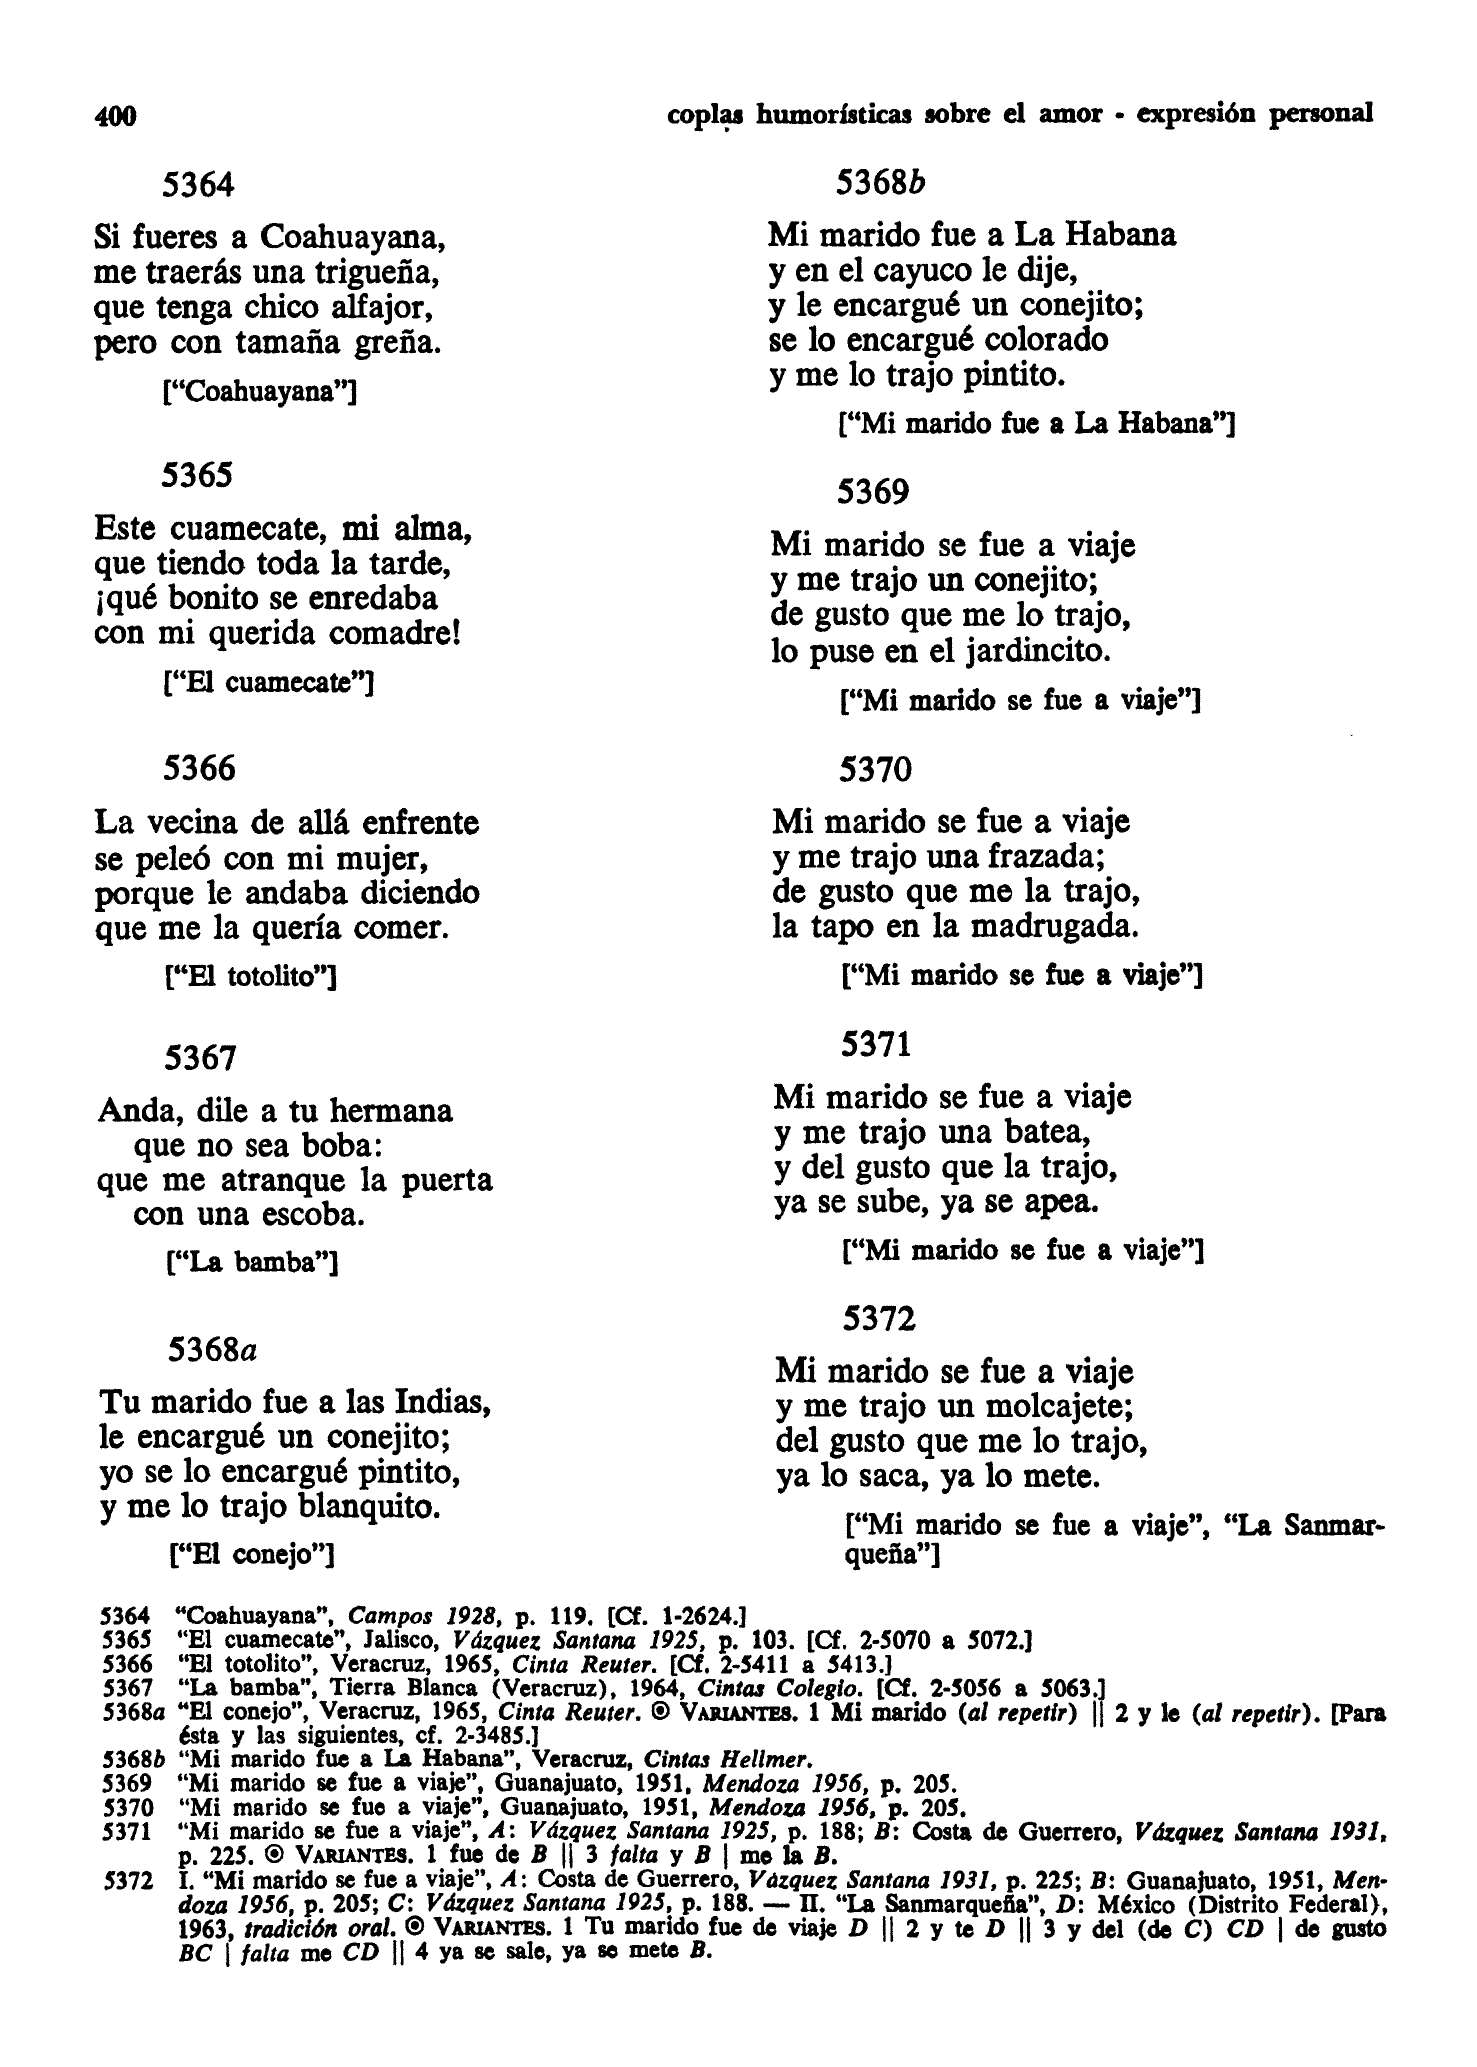 400
coplas humorísticas sobre el amor - expresión personal
5364
Si fueres a Coahuayana,
me traerás una trigueña,
que tenga chico alfajor,
pero con tamaña greña.
[“Coahuayana”]
5365
Este cuamecate, mi alma,
que tiendo toda la tarde,
¡qué bonito se enredaba
con mi querida comadre!
[“El cuamecate”]
5366
La vecina de allá enfrente
se peleó con mi mujer,
porque le andaba diciendo
que me la quería comer.
[“El totolito”]
5367
Anda, dile a tu hermana
que no sea boba:
que me atranque la puerta
con una escoba.
[“La bamba”]
5368a
Tu marido fue a las Indias,
le encargué un conejito;
yo se lo encargué pintito,
y me lo trajo blanquito.
[“El conejo”]
5368b
Mi marido fue a La Habana
y en el cayuco le dije,
y le encargué un conejito;
se lo encargué colorado
y me lo trajo pintito.
[“Mi marido fue a La Habana”]
5369
Mi marido se fue a viaje
y me trajo un conejito;
de gusto que me lo trajo,
lo puse en el jardincito.
[“Mi marido se fue a viaje”]
5370
Mi marido se fue a viaje
y me trajo una frazada;
de gusto que me la trajo,
la tapo en la madrugada.
[“Mi marido se fue a viaje”]
5371
Mi marido se fue a viaje
y me trajo una batea,
y del gusto que la trajo,
ya se sube, ya se apea.
[“Mi marido se fue a viaje”]
5372
Mi marido se fue a viaje
y me trajo un molcajete;
del gusto que me lo trajo,
ya lo saca, ya lo mete.
[“Mi marido se fue a viaje”, “La Sanmar-
queña”]
5364 “Coahuayana”, Campos 1928, p. 119. [Cf. 1-2624.]
5365 “El cuamecate”, Jalisco, Vázquez Santana 1925, p. 103. [Cf. 2-5070 a 5072.]
5366 “El totolito”, Veracruz, 1965, Cinta Reuter. [Cf. 2-5411 a 5413.]
5367 “La bamba”, Tierra Blanca (Veracruz), 1964, Cintas Colegio. [Cf. 2-5056 a 5063.]
5368a “El conejo”, Veracruz, 1965, Cinta Reuter. ⊙ VARIANTES. 1 Mi marido (al repetir) || 2 y le (al repetir). [Para
ésta y las siguientes, cf. 2-3485.]
5368b “Mi marido fue a La Habana”, Veracruz, Cintas Hellmer.
5369 “Mi marido se fue a viaje”, Guanajuato, 1951, Mendoza 1956, p. 205.
5370 “Mi marido se fue a viaje”, Guanajuato, 1951, Mendoza 1956, p. 205.
5371 “Mi marido se fue a viaje”, A: Vázquez Santana 1925, p. 188; B: Costa de Guerrero, Vázquez Santana 1931,
p. 225. ⊙ VARIANTES. 1 fue de B || 3 falta y B | me la B.
5372 I. “Mi marido se fue a viaje”, A: Costa de Guerrero, Vázquez Santana 1931, p. 225; B: Guanajuato, 1951, Men-
doza 1956, p. 205; C: Vázquez Santana 1925, p. 188. — II. “La Sanmarqueña”, D: México (Distrito Federal),
1963, tradición oral. ⊙ VARIANTES. 1 Tu marido fue de viaje D || 2 y te D || 3 y del (de C) CD | de gusto
BC | falta me CD || 4 ya se sale, ya se mete B.